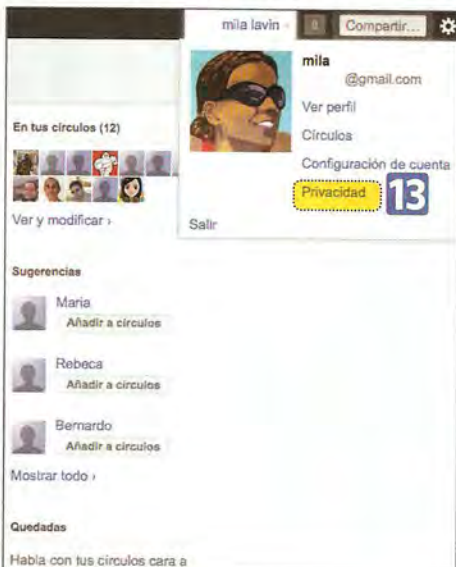 mila lavin
0
Compartir...
mila
@gmail.com
Ver perfil
Círculos
Configuración de cuenta
Privacidad
13
Salir
En tus círculos (12)
Ver y modificar ›
Sugerencias
Maria
Añadir a círculos
Rebeca
Añadir a círculos
Bernardo
Añadir a círculos
Mostrar todo ›
Quedadas
Habla con tus círculos cara a